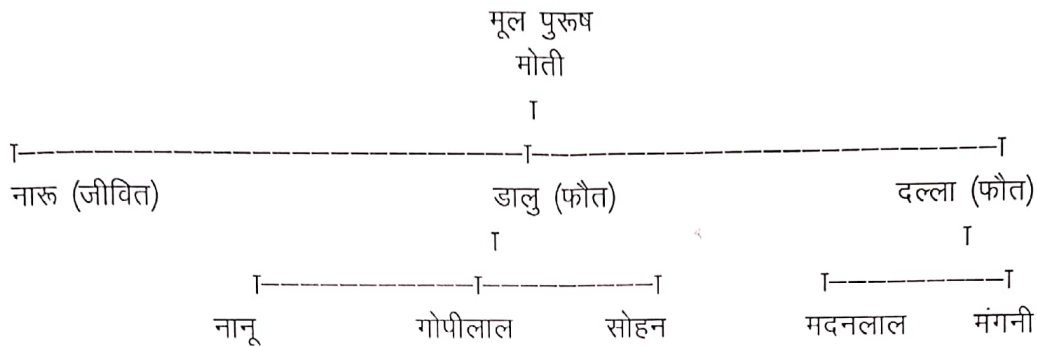 मूल पुरूष
मोती
नारू (जीवित) डालु (फौत) दल्ला (फौत)
नानू गोपीलाल सोहन मदनलाल मंगनी